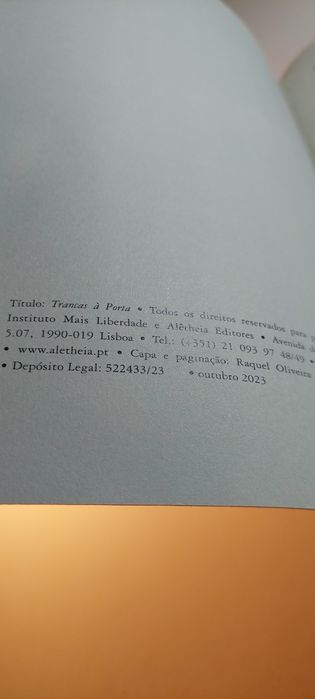 Título: Trancas à Porta • Todos os direitos reservados para
Instituto Mais Liberdade e Alêtheia Editores • Avenida
5.07, 1990-019 Lisboa • Tel.: (+351) 21 093 97 48/49 •
• www.aletheia.pt • Capa e paginação: Raquel Oliveira
• Depósito Legal: 522433/23 • outubro 2023